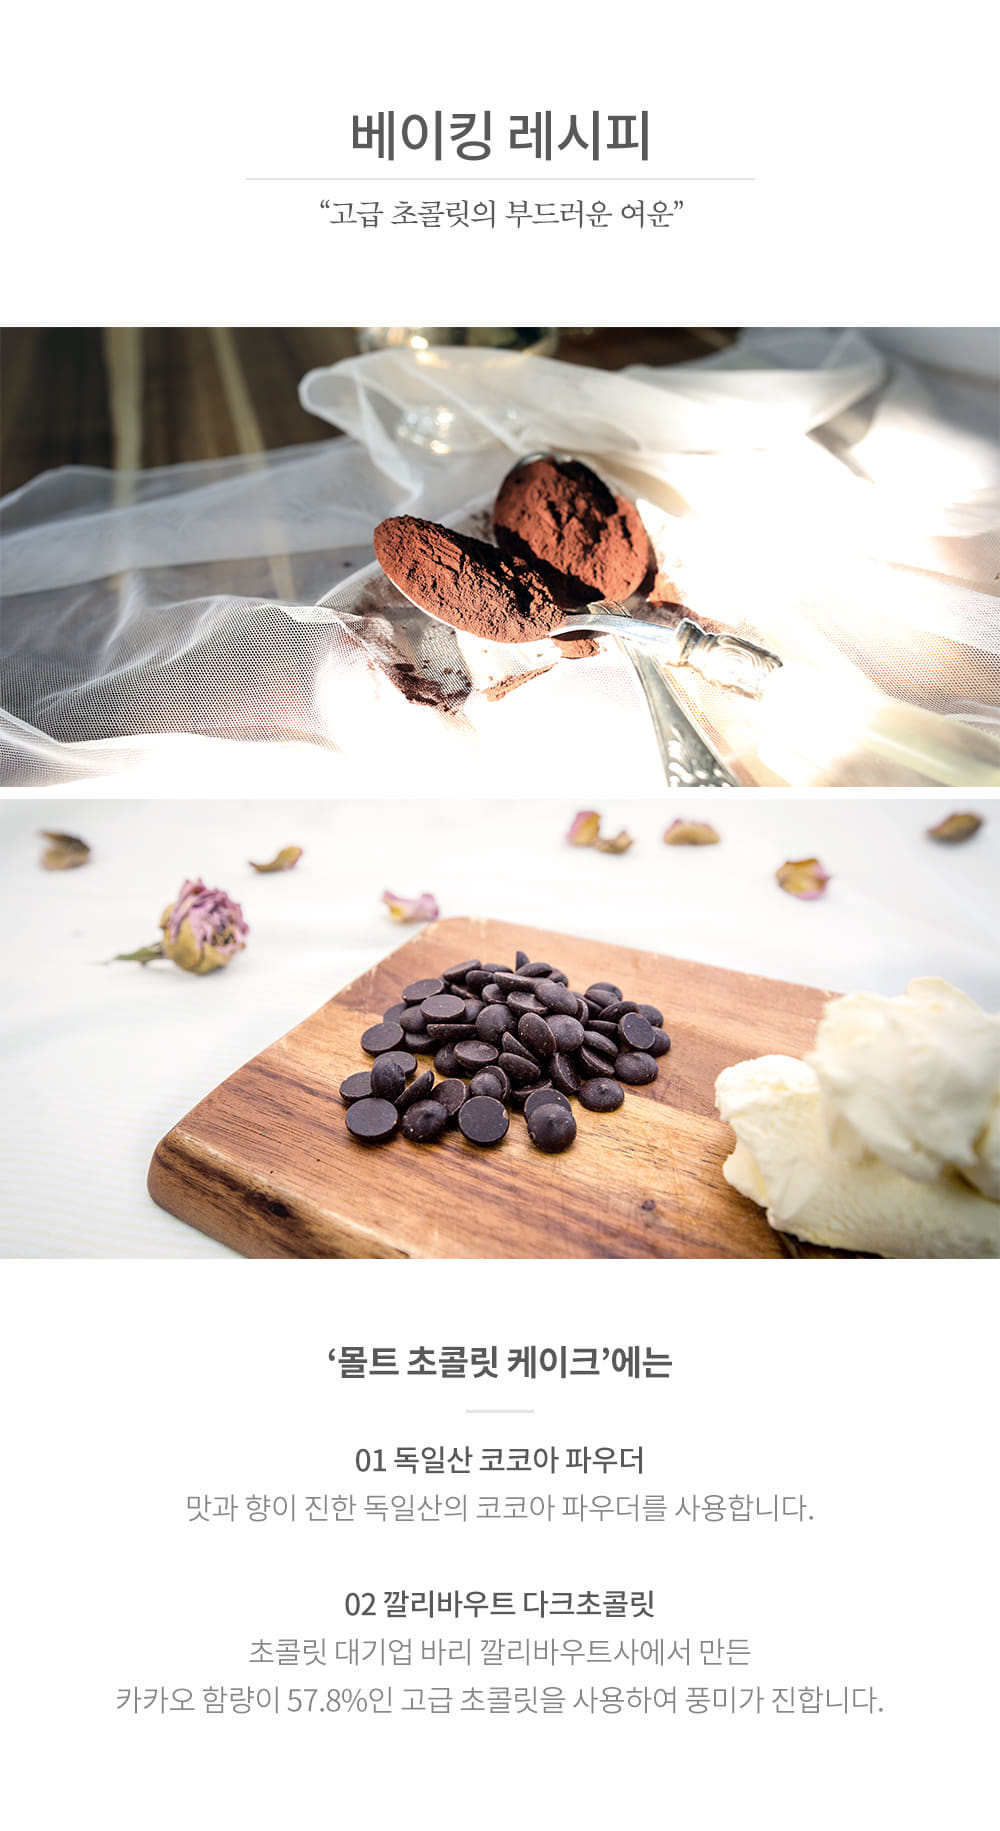 베이킹 레시피
“고급 초콜릿의 부드러운 여운”
‘몰트 초콜릿 케이크’에는
01 독일산 코코아 파우더
맛과 향이 진한 독일산의 코코아 파우더를 사용합니다.
02 깔리바우트 다크초콜릿
초콜릿 대기업 바리 깔리바우트사에서 만든
카카오 함량이 57.8%인 고급 초콜릿을 사용하여 풍미가 진합니다.